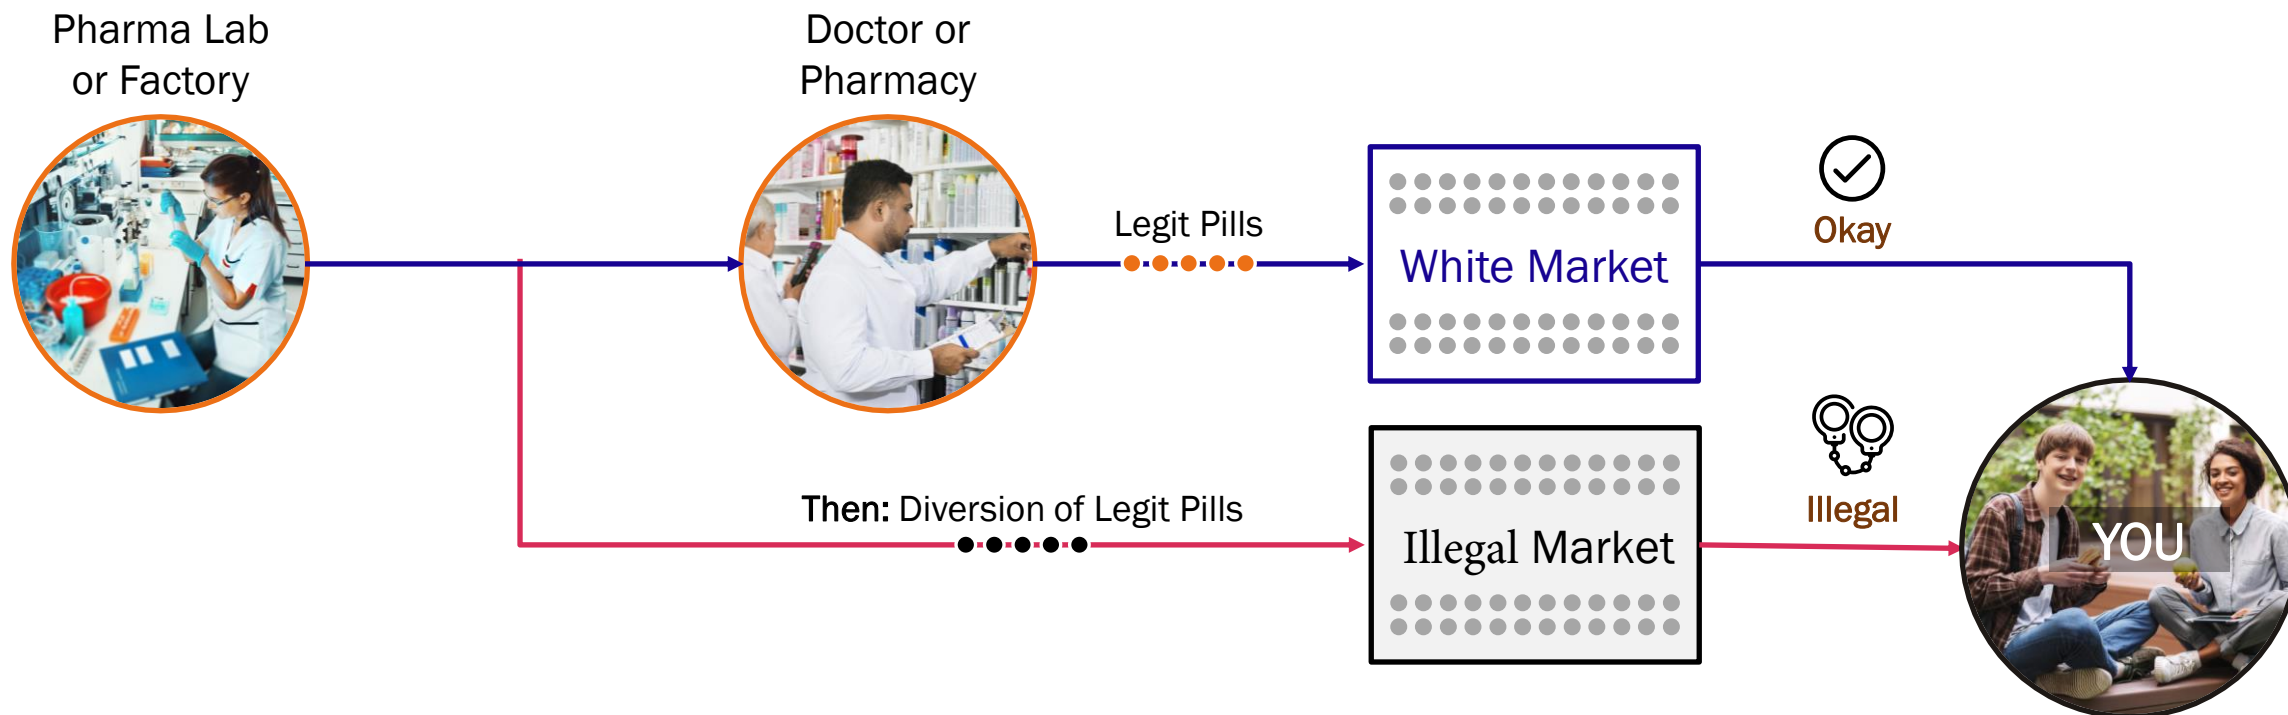 Pharma Lab
or Factory
Doctor or
Pharmacy
Legit Pills
White Market
Okay
Then: Diversion of Legit Pills
Illegal Market
Illegal
YOU